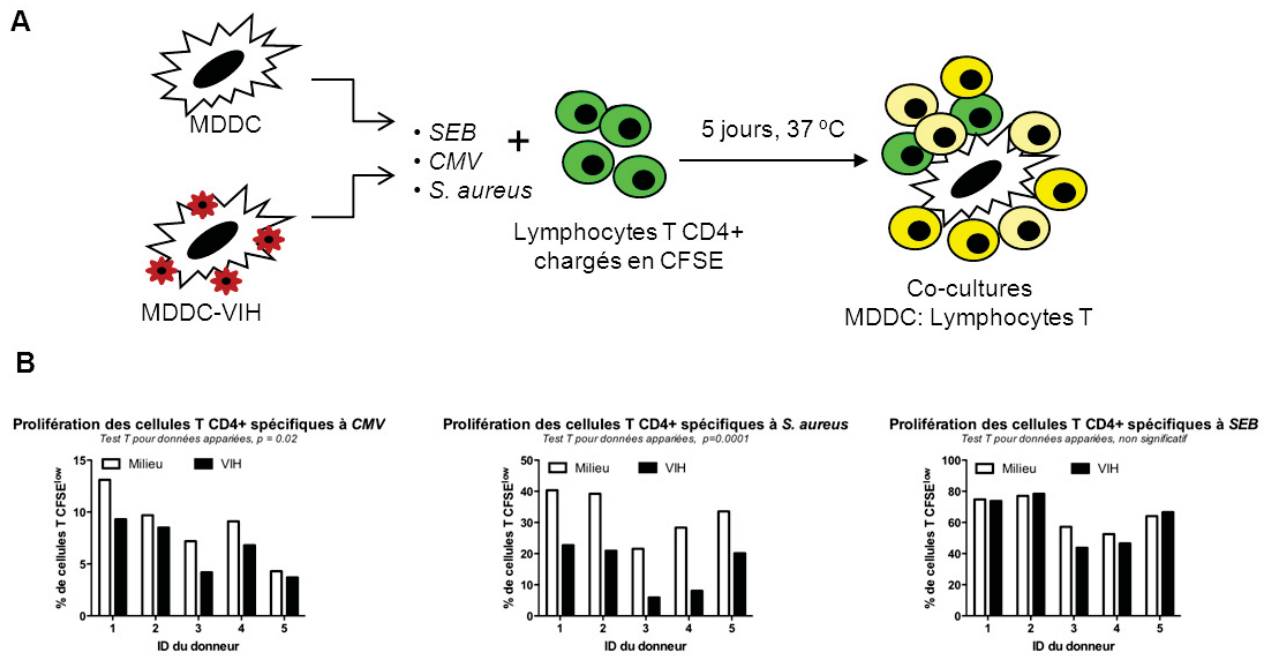 A
MDDC
MDDC-VIH
• SEB
• CMV
• S. aureus
+
Lymphocytes T CD4+
chargés en CFSE
5 jours, 37 ºC
Co-cultures
MDDC: Lymphocytes T
B
Prolifération des cellules T CD4+ spécifiques à CMV
Test T pour données appariées, p = 0.02
Milieu VIH
% de cellules T CFSElow
15
10
5
0
1 2 3 4 5
ID du donneur
Prolifération des cellules T CD4+ spécifiques à S. aureus
Test T pour données appariées, p=0.0001
Milieu VIH
% de cellules T CFSElow
50
40
30
20
10
0
1 2 3 4 5
ID du donneur
Prolifération des cellules T CD4+ spécifiques à SEB
Test T pour données appariées, non significatif
Milieu VIH
% de cellules T CFSElow
100
80
60
40
20
0
1 2 3 4 5
ID du donneur